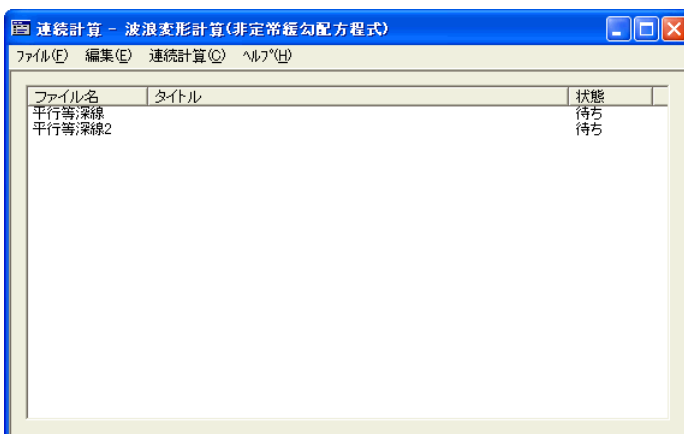 連続計算 - 波浪変形計算(非定常緩勾配方程式)
ファイル(F) 編集(E) 連続計算(C) ヘルプ(H)
ファイル名 タイトル 状態
平行等深線 待ち
平行等深線2 待ち